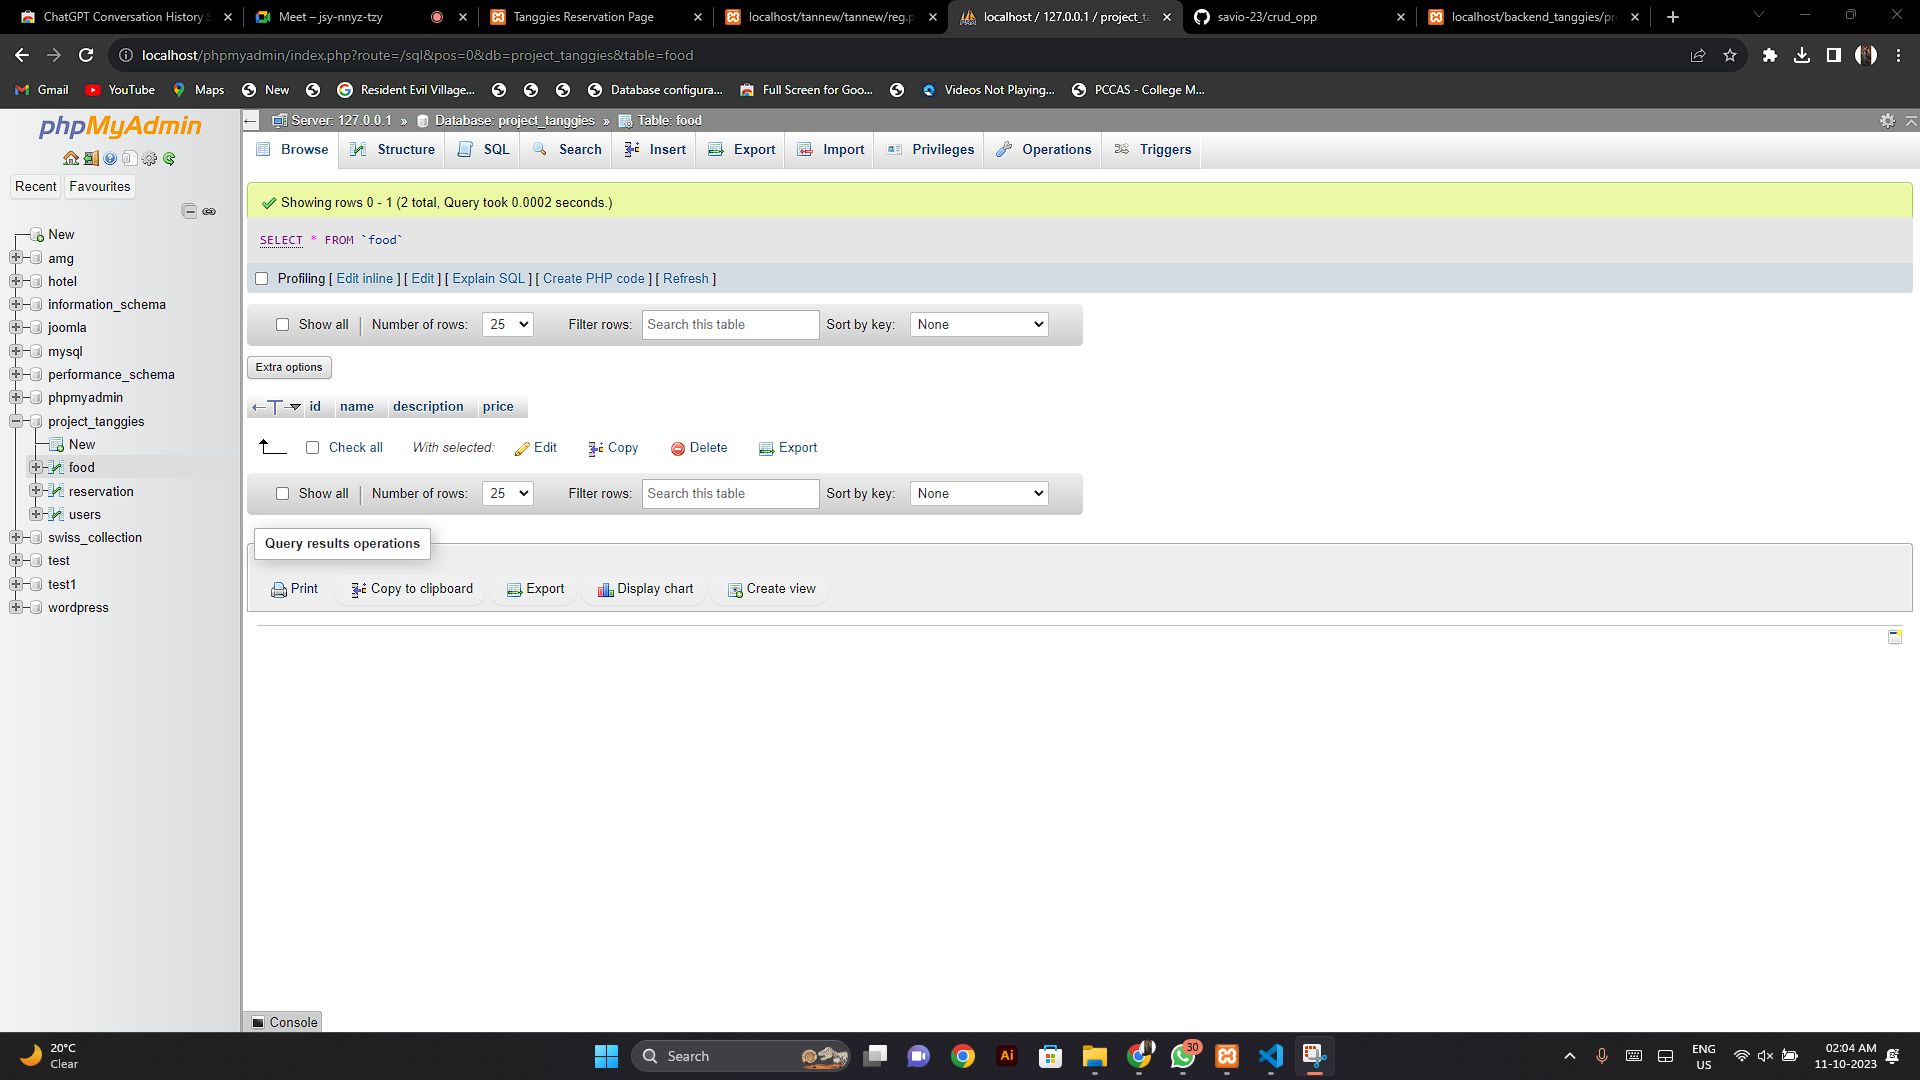 ChatGPT Conversation History S
Meet – jsy-nnyz-tzy
Tanggies Reservation Page
localhost/tannew/tannew/reg.p
localhost / 127.0.0.1 / project_ta
savio-23/crud_opp
localhost/backend_tanggies/pro
localhost/phpmyadmin/index.php?route=/sql&pos=0&db=project_tanggies&table=food
Gmail
YouTube
Maps
New
Resident Evil Village...
Database configura...
Full Screen for Goo...
Videos Not Playing...
PCCAS - College M...
phpMyAdmin
Recent
Favourites
New
amg
hotel
information_schema
joomla
mysql
performance_schema
phpmyadmin
project_tanggies
New
food
reservation
users
swiss_collection
test
test1
wordpress
Server: 127.0.0.1 » Database: project_tanggies » Table: food
Browse
Structure
SQL
Search
Insert
Export
Import
Privileges
Operations
Triggers
Showing rows 0 - 1 (2 total, Query took 0.0002 seconds.)
SELECT * FROM `food`
Profiling [ Edit inline ] [ Edit ] [ Explain SQL ] [ Create PHP code ] [ Refresh ]
Show all | Number of rows: 25 Filter rows: Search this table Sort by key: None
Extra options
←T→ id name description price
Check all With selected: Edit Copy Delete Export
Show all | Number of rows: 25 Filter rows: Search this table Sort by key: None
Query results operations
Print Copy to clipboard Export Display chart Create view
Console
20°C
Clear
Search
Ai
30
ENG
US
02:04 AM
11-10-2023